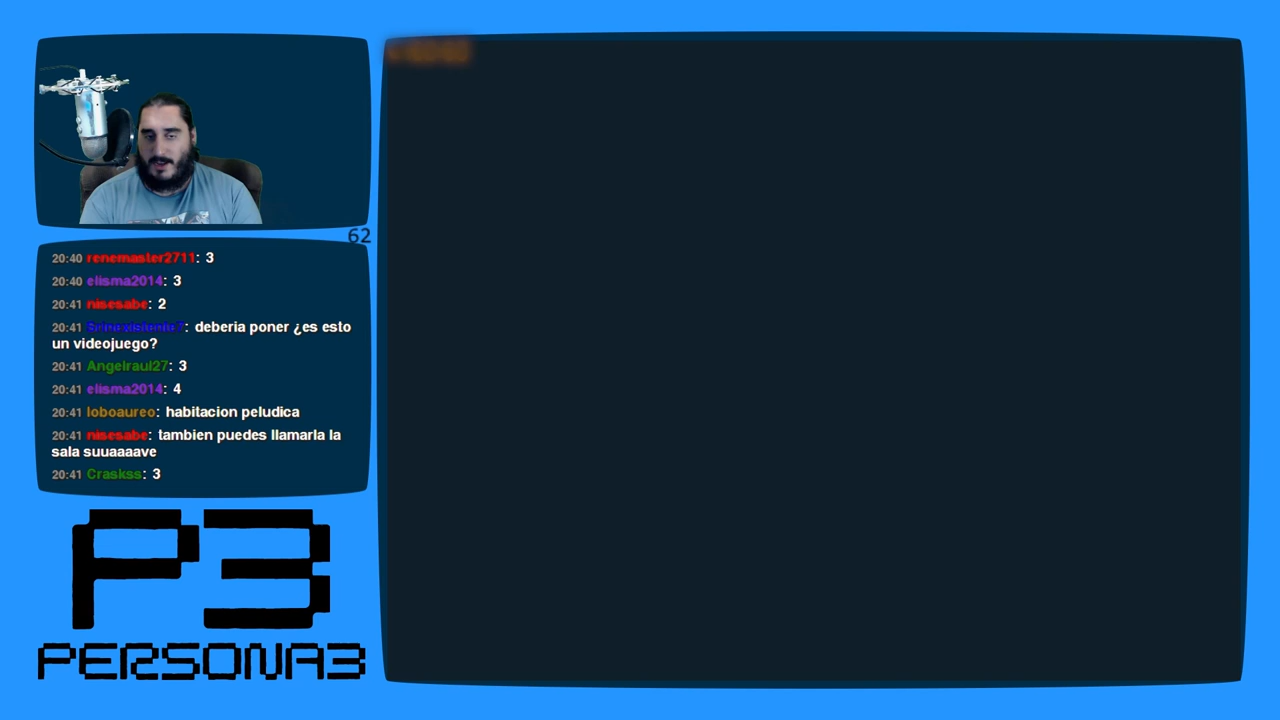 62
20:40 renemaster2711: 3
20:40 elisma2014: 3
20:41 nisesabe: 2
20:41 : deberia poner ¿es esto
un videojuego?
20:41 Angelraul27: 3
20:41 elisma2014: 4
20:41 loboaureo: habitacion peludica
20:41 nisesabe: tambien puedes llamarla la
sala suuaaaave
20:41 Craskss: 3
P3
PERSONA3